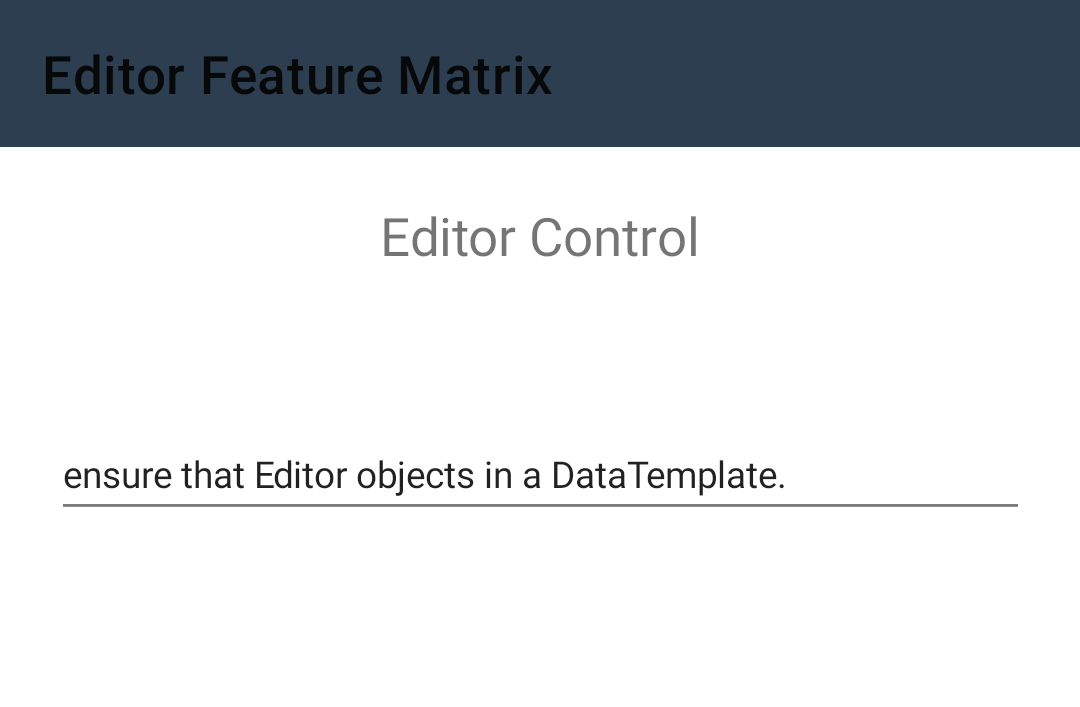 Editor Feature Matrix
Editor Control
ensure that Editor objects in a DataTemplate.